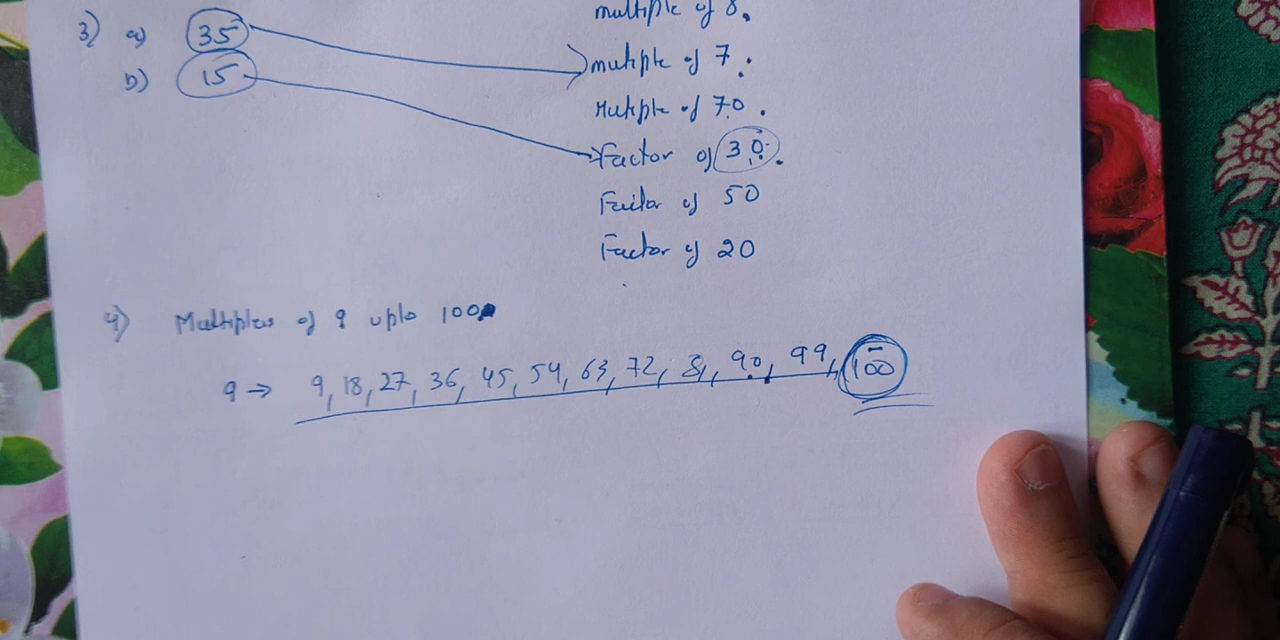 multiple of 8.
3) a) 35 multiple of 7.
b) 15
Multiple of 70.
Factor of 30.
Factor of 50
Factor of 20
4) Multiples of 9 upto 100
9 → 9, 18, 27, 36, 45, 54, 63, 72, 81, 90, 99, 100